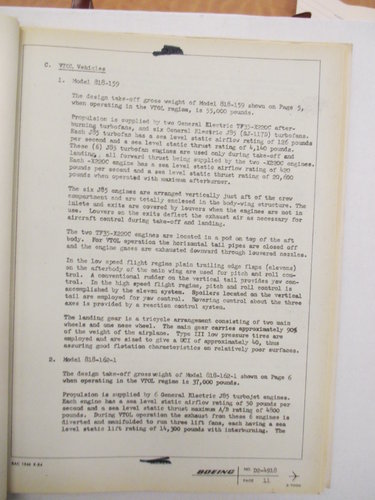 C. VTOL Vehicles
1. Model 818-159
The design take-off gross weight of Model 818-159 shown on Page 5,
when operating in the VTOL regime, is 55,000 pounds.
Propulsion is supplied by two General Electric TF35-X220C after-
burning turbofans, and six General Electric J85 (GJ-117D) turbofans.
Each J85 turbofan has a sea level static airflow rating of 126 pounds
per second and a sea level static thrust rating of 4,140 pounds.
These (6) J85 turbofan engines are used only during take-off and
landing, all forward thrust being supplied by the two -X220C engines.
Each -X220C engine has a sea level static airflow rating of 420
pounds per second and a sea level static thrust rating of 20,600
pounds when operated with maximum afterburner.
The six J85 engines are arranged vertically just aft of the crew
compartment and are totally enclosed in the body-wing structure. The
inlets and exits are covered by louvers when the engines are not in
use. Louvers on the exits deflect the exhaust air as necessary for
aircraft control during take-off and landing.
The two TF35-X220C engines are located in a pod on top of the aft
body. For VTOL operation the horizontal tail pipes are closed off
and the engine gases are exhausted downward through louvered nozzles.
In the low speed flight regime plain trailing edge flaps (elevons)
on the afterbody of the main wing are used for pitch and roll con-
trol. A conventional rudder on the vertical tail provides yaw con-
trol. In the high speed flight regime, pitch and roll control is
accomplished by the elevon system. Spoilers located on the vertical
tail are employed for yaw control. Hovering control about the three
axes is provided by a reaction control system.
The landing gear is a tricycle arrangement consisting of two main
wheels and one nose wheel. The main gear carries approximately 90%
of the weight of the airplane. Type III low pressure tires are
employed and are sized to give a UCI of approximately 40, thus
assuring good flotation characteristics on relatively poor surfaces.
2. Model 818-162-1
The design take-off gross weight of Model 818-162-1 shown on Page 6
when operating in the VTOL regime is 37,000 pounds.
Propulsion is supplied by 6 General Electric J85 turbojet engines.
Each engine has a sea level static airflow rating of 50 pounds per
second and a sea level static thrust maximum A/B rating of 4800
pounds. During VTOL operation the exhaust from these 6 engines is
diverted and manifolded to run three lift fans, each having a sea
level static lift rating of 14,300 pounds with interburning. The
BOEING
NO. D2-4918
PAGE 11